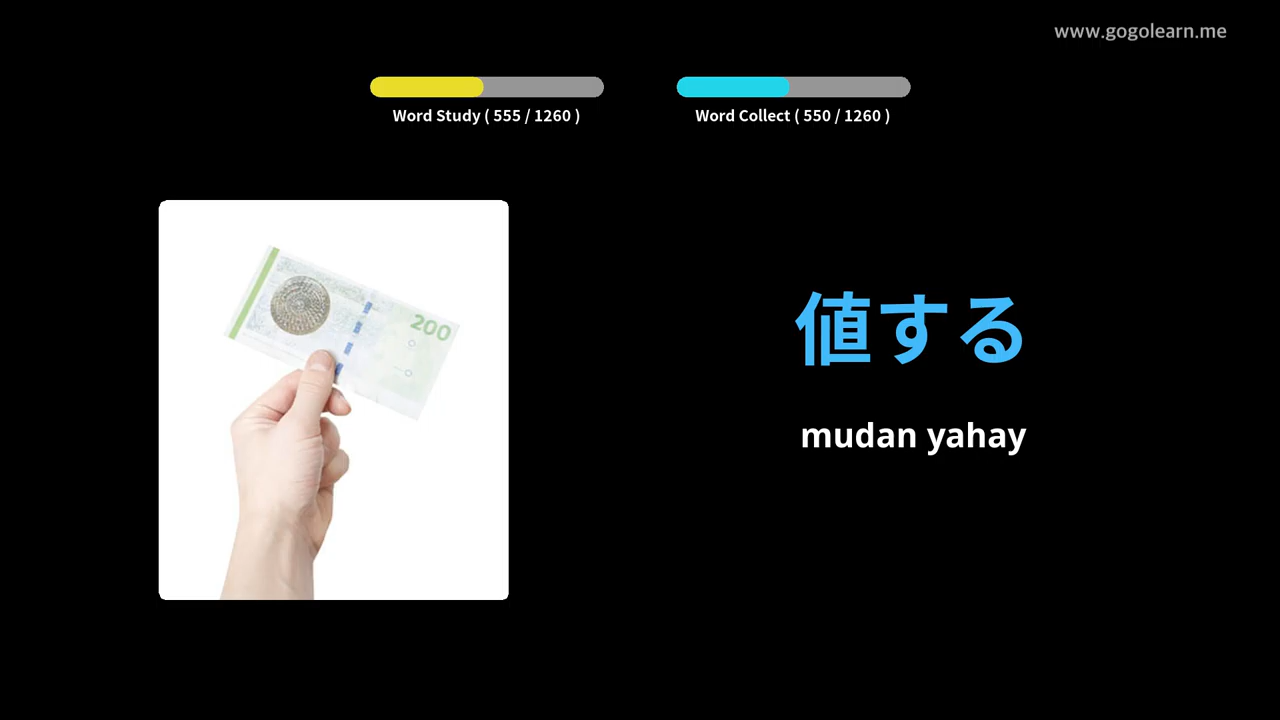 www.gogolearn.me
Word Study ( 555 / 1260 )
Word Collect ( 550 / 1260 )
200
値する
mudan yahay